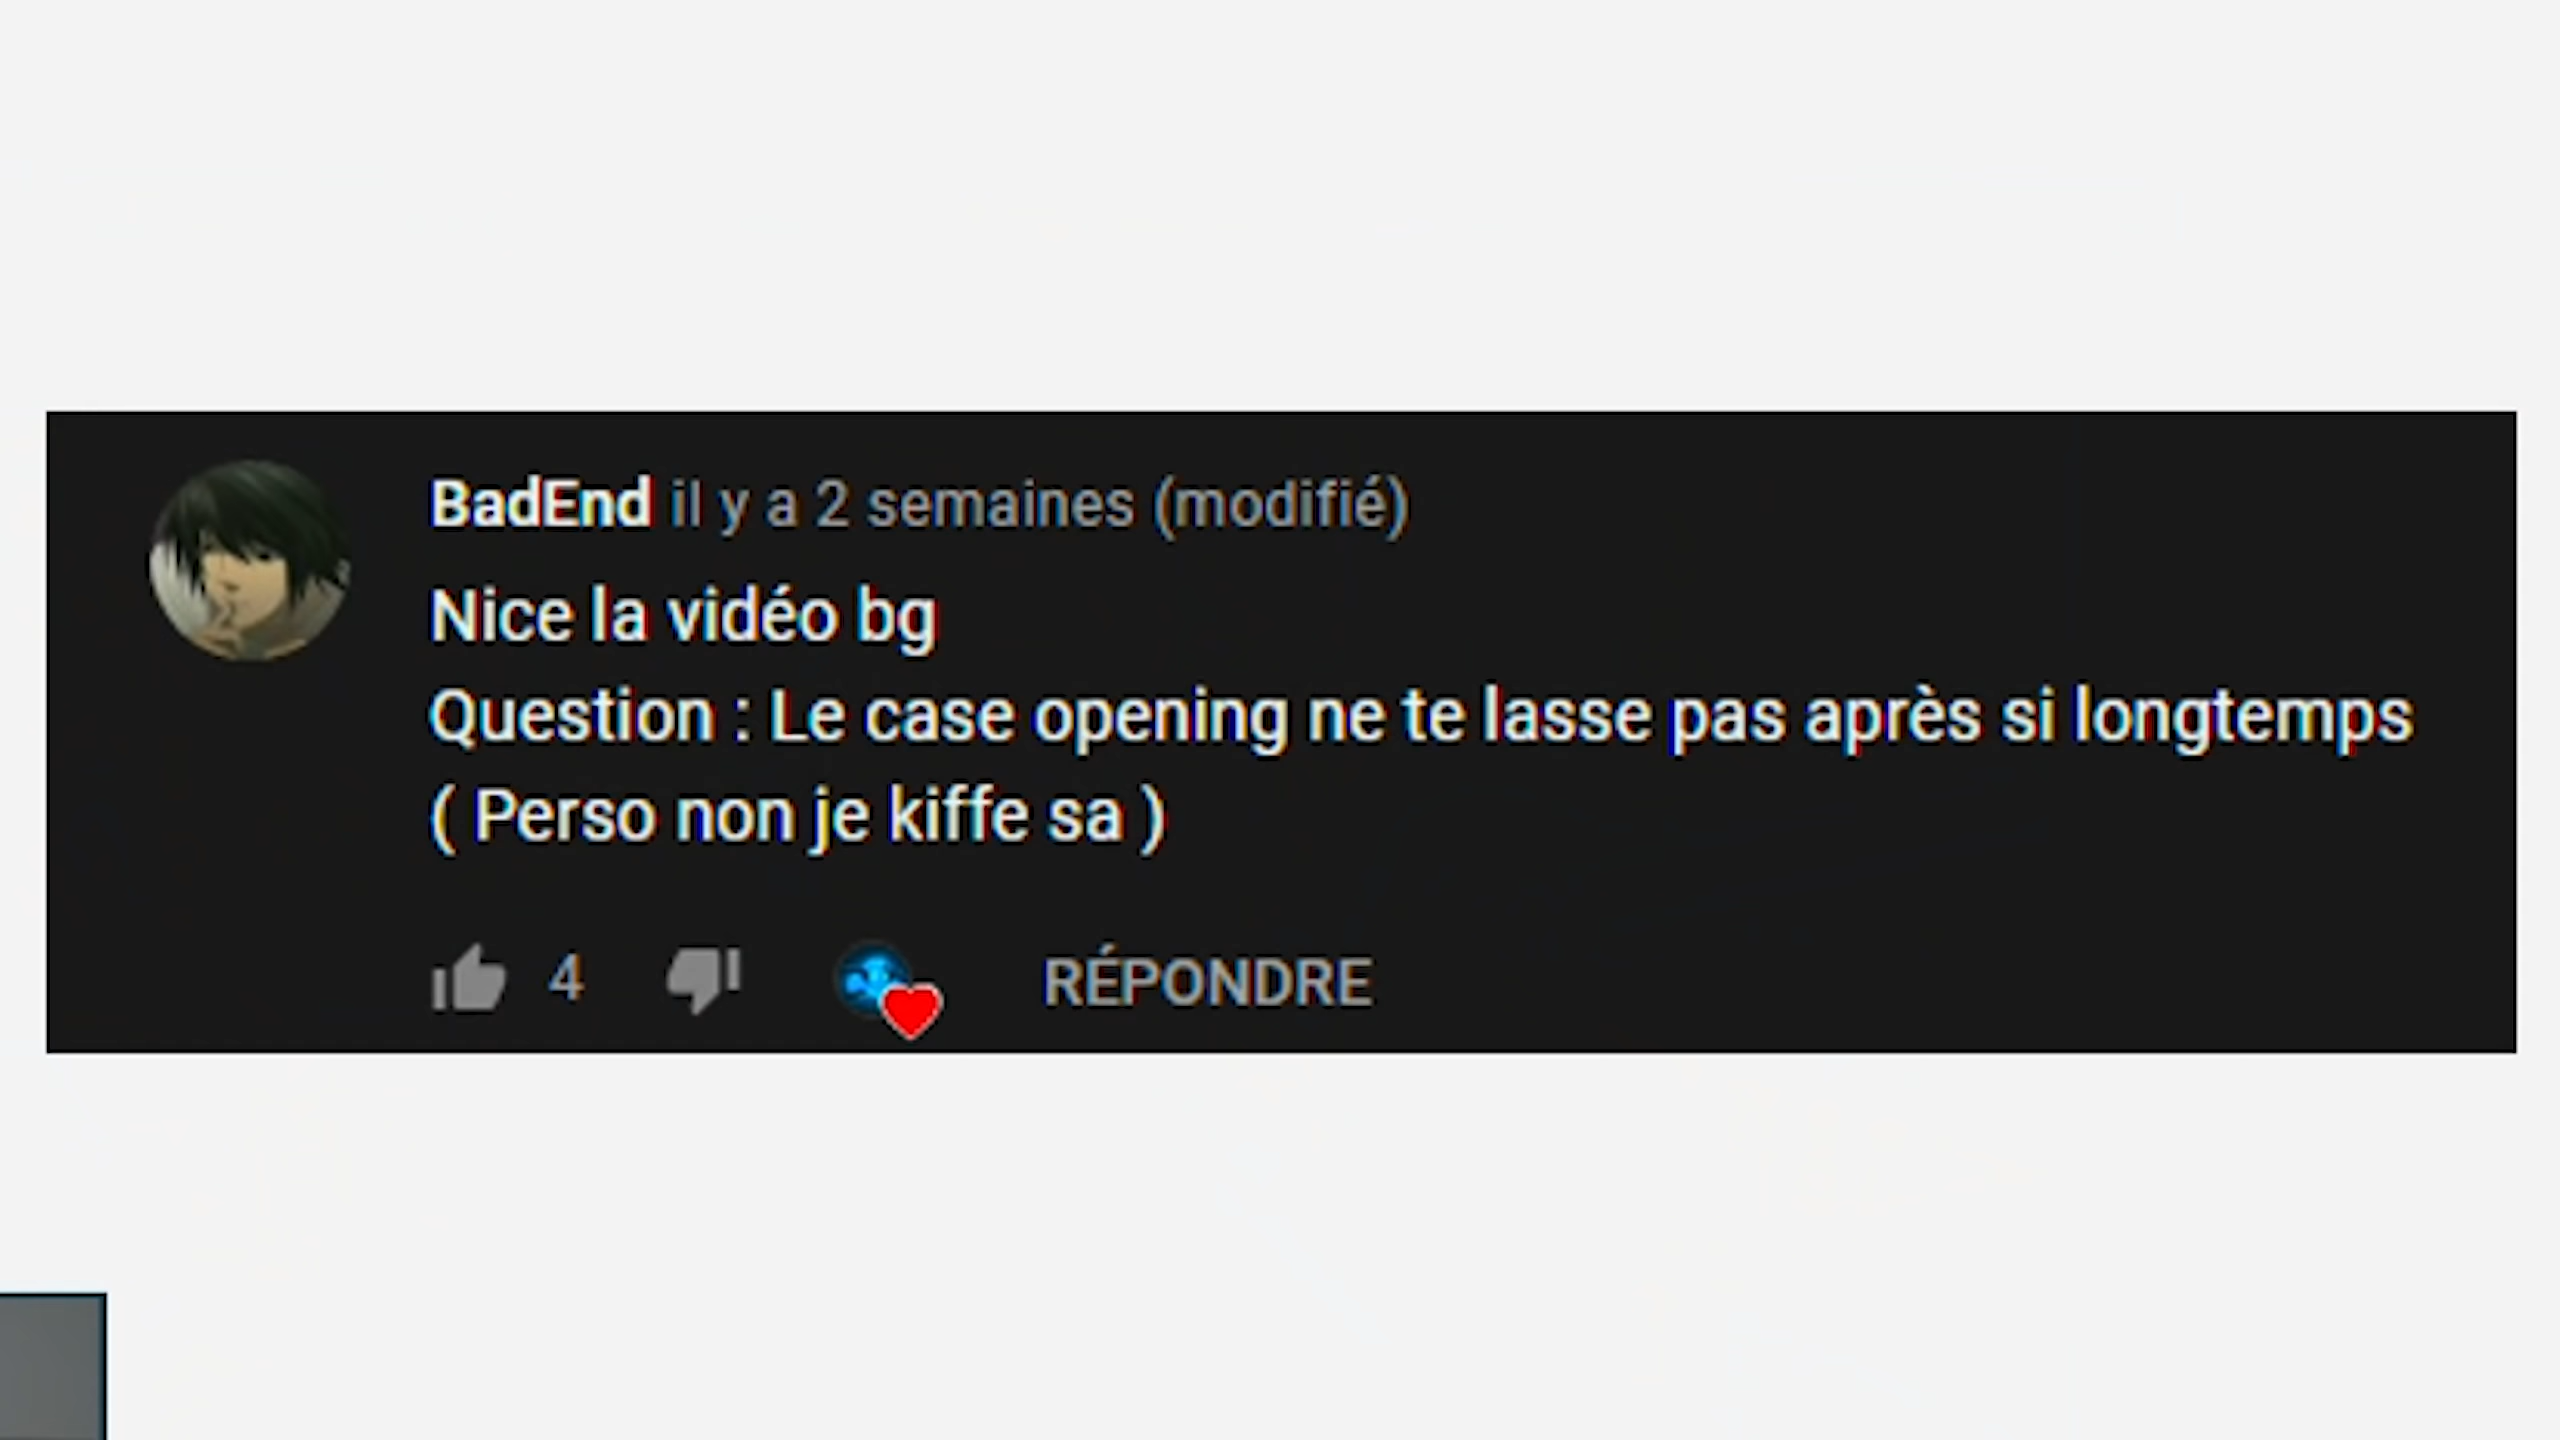 BadEnd il y a 2 semaines (modifié)
Nice la vidéo bg
Question : Le case opening ne te lasse pas après si longtemps
( Perso non je kiffe sa )
4 RÉPONDRE